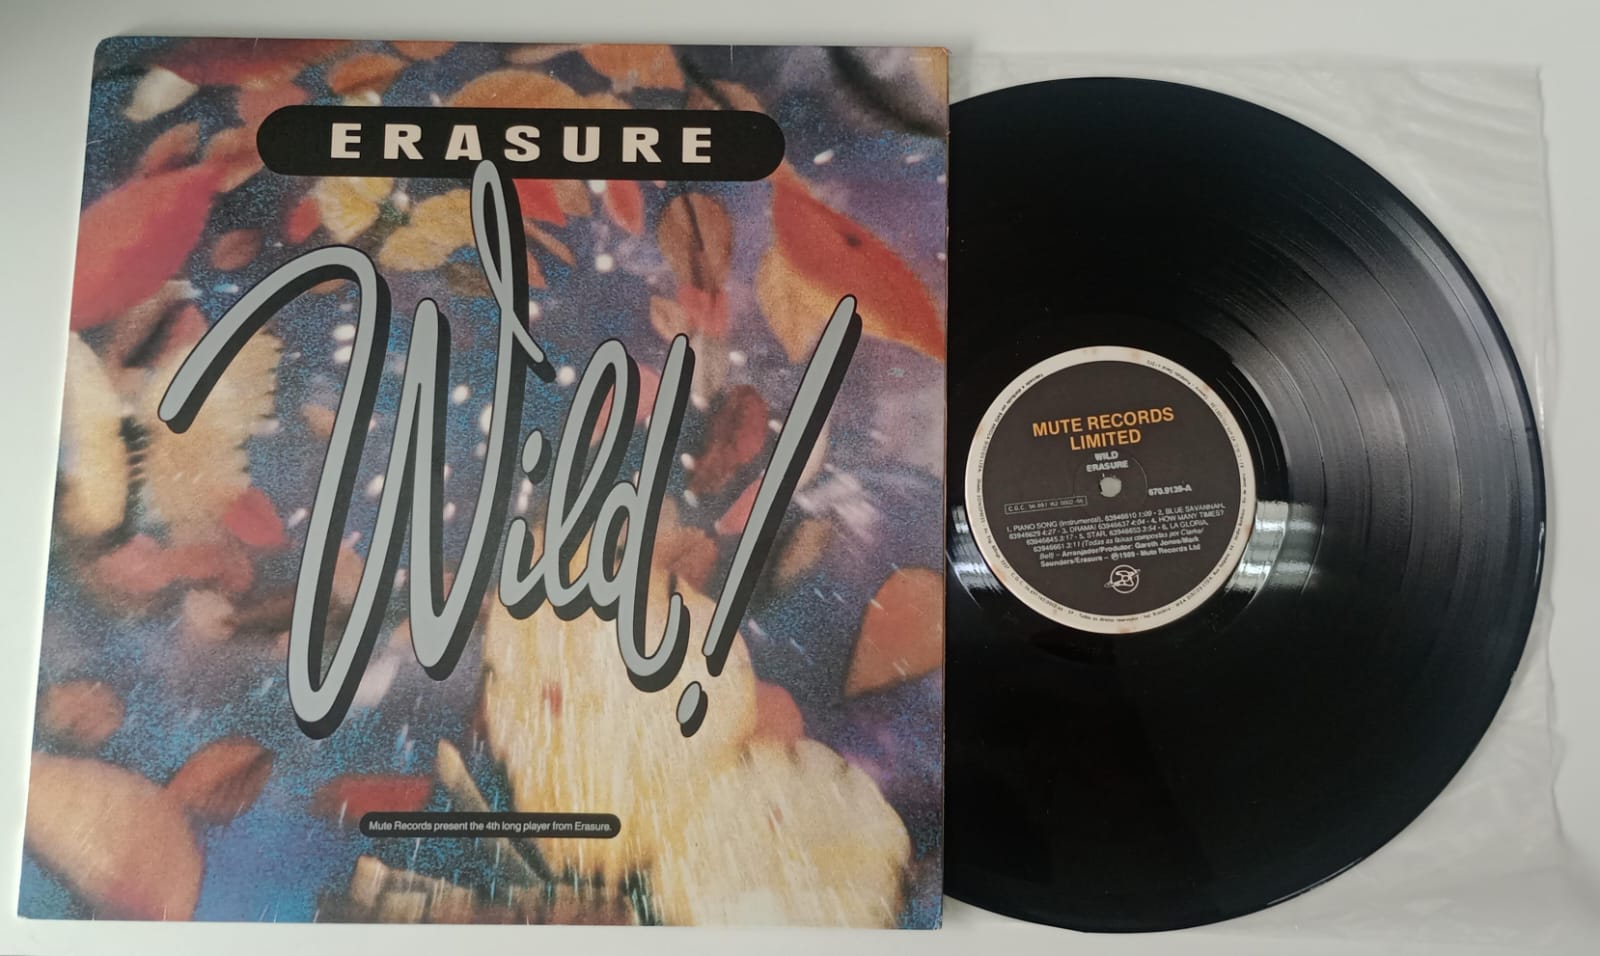 ERASURE
Wild!
Mute Records present the 4th long player from Erasure.
MUTE RECORDS
LIMITED
WILD
ERASURE
670.9139-A
1. PIANO SONG (Instrumental), 63946610 1:09 - 2. BLUE SAVANNAH,
63946629 4:27 - 3. DRAMA! 63946637 4:04 - 4. HOW MANY TIMES?
63946645 3:17 - 5. STAR, 63946653 3:54 - 6. LA GLORIA,
63946661 3:11 (Todas as faixas compostas por Clarke/
Bell) - Arranjador/Produtor: Gareth Jones/Mark
Saunders/Erasure - ℗1989 - Mute Records Ltd